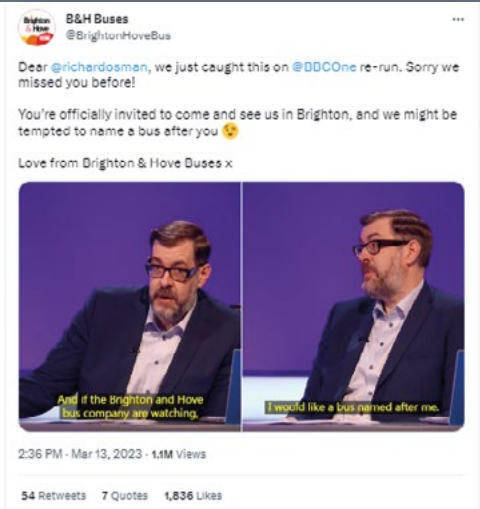 Brighton
& Hove
B&H Buses
@BrightonHoveBus
Dear @richardosman, we just caught this on @BBCOne re-run. Sorry we
missed you before!
You're officially invited to come and see us in Brighton, and we might be
tempted to name a bus after you 😉
Love from Brighton & Hove Buses x
And if the Brighton and Hove
bus company are watching,
I would like a bus named after me.
2:36 PM · Mar 13, 2023 · 1.1M Views
54 Retweets 7 Quotes 1,836 Likes